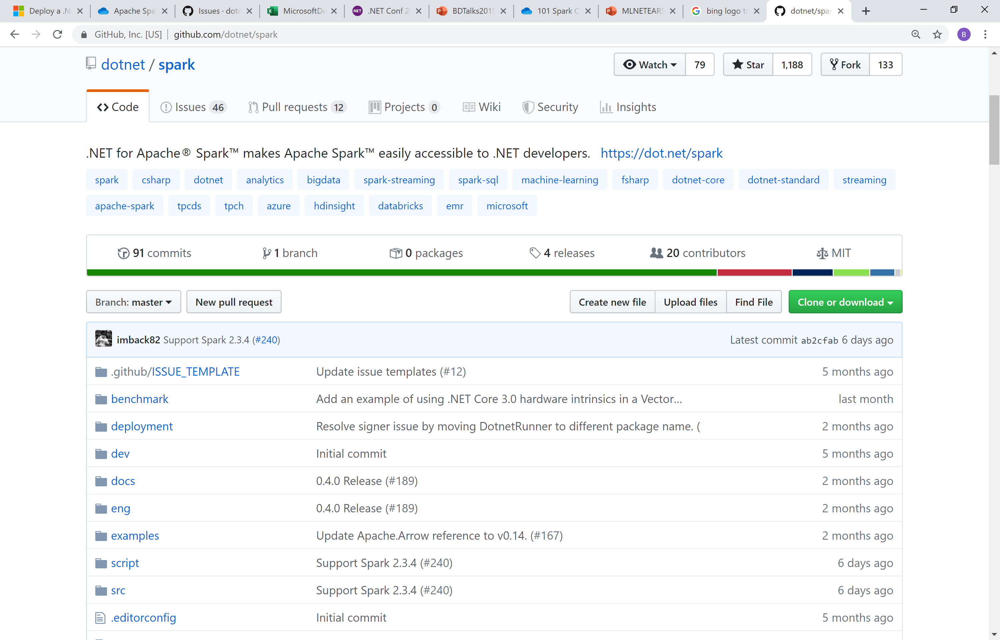 Deploy a .N Apache Spa Issues · dotr MicrosoftDe .NET Conf 2 BDTalks2019 101 Spark C MLNETEARS bing logo tr dotnet/spar
GitHub, Inc. [US] github.com/dotnet/spark B
dotnet / spark Watch 79 Star 1,188 Fork 133
Code Issues 46 Pull requests 12 Projects 0 Wiki Security Insights
.NET for Apache® Spark™ makes Apache Spark™ easily accessible to .NET developers. https://dot.net/spark
spark csharp dotnet analytics bigdata spark-streaming spark-sql machine-learning fsharp dotnet-core dotnet-standard streaming
apache-spark tpcds tpch azure hdinsight databricks emr microsoft
91 commits 1 branch 0 packages 4 releases 20 contributors MIT
Branch: master New pull request Create new file Upload files Find File Clone or download
imback82 Support Spark 2.3.4 (#240) Latest commit ab2cfab 6 days ago
.github/ISSUE_TEMPLATE Update issue templates (#12) 5 months ago
benchmark Add an example of using .NET Core 3.0 hardware intrinsics in a Vector... last month
deployment Resolve signer issue by moving DotnetRunner to different package name. ( 2 months ago
dev Initial commit 5 months ago
docs 0.4.0 Release (#189) 2 months ago
eng 0.4.0 Release (#189) 2 months ago
examples Update Apache.Arrow reference to v0.14. (#167) 2 months ago
script Support Spark 2.3.4 (#240) 6 days ago
src Support Spark 2.3.4 (#240) 6 days ago
.editorconfig Initial commit 5 months ago